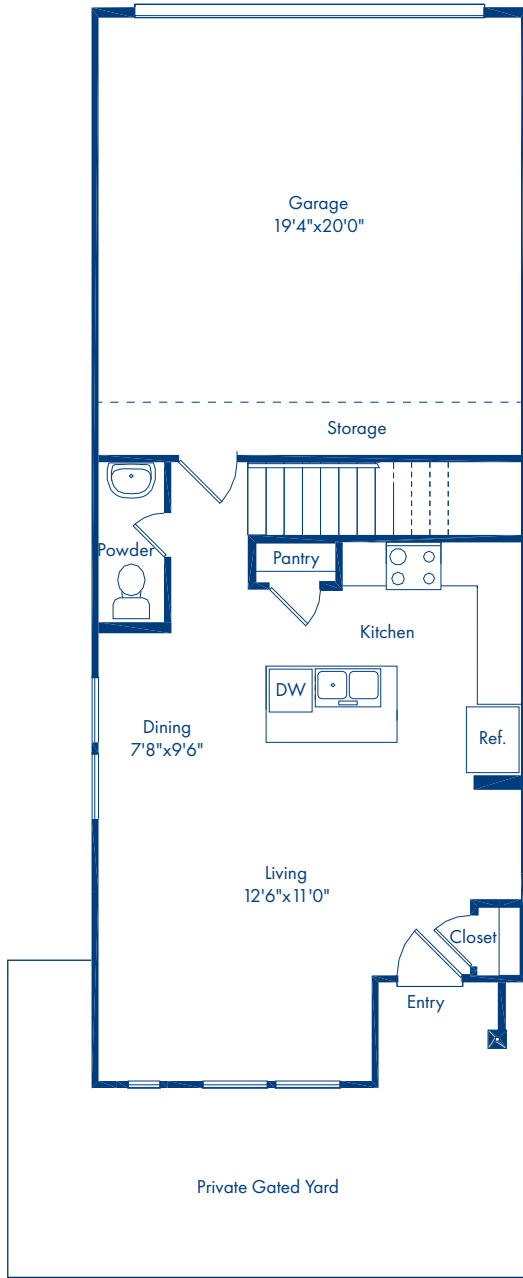 Garage
19'4"x20'0"
Storage
Powder
Pantry
Kitchen
DW
Dining
7'8"x9'6"
Ref.
Living
12'6"x11'0"
Closet
Entry
Private Gated Yard